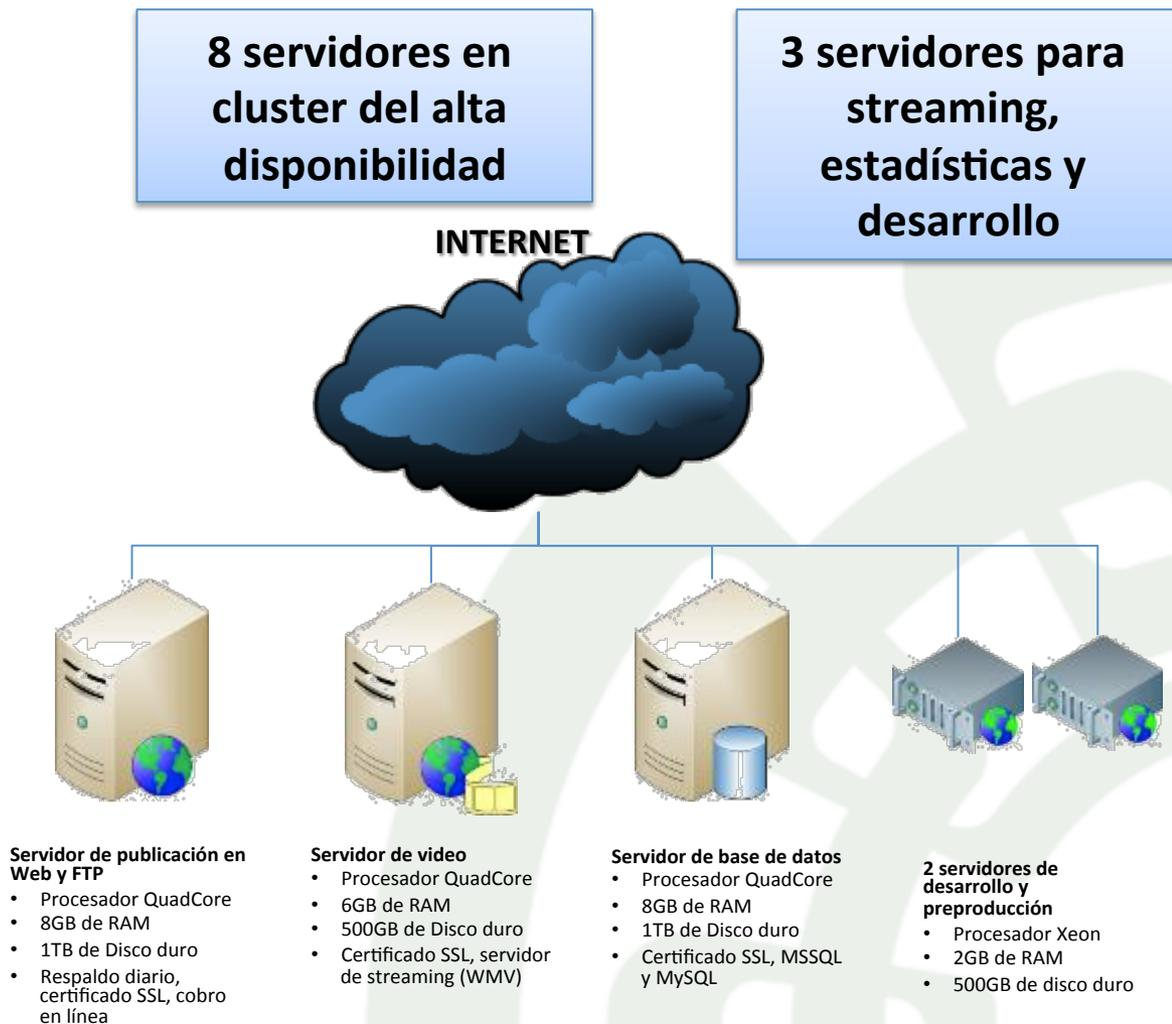 8 servidores en
cluster del alta
disponibilidad
3 servidores para
streaming,
estadísticas y
desarrollo
INTERNET
Servidor de publicación en
Web y FTP
• Procesador QuadCore
• 8GB de RAM
• 1TB de Disco duro
• Respaldo diario,
certificado SSL, cobro
en línea
Servidor de video
• Procesador QuadCore
• 6GB de RAM
• 500GB de Disco duro
• Certificado SSL, servidor
de streaming (WMV)
Servidor de base de datos
• Procesador QuadCore
• 8GB de RAM
• 1TB de Disco duro
• Certificado SSL, MSSQL
y MySQL
2 servidores de
desarrollo y
preproducción
• Procesador Xeon
• 2GB de RAM
• 500GB de disco duro